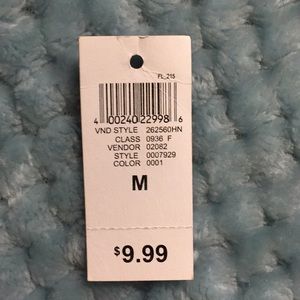 FL_215
4 00240 22998 6
VND STYLE 262560HN
CLASS 0936 F
VENDOR 02082
STYLE 0007929
COLOR 0001
M
$9.99